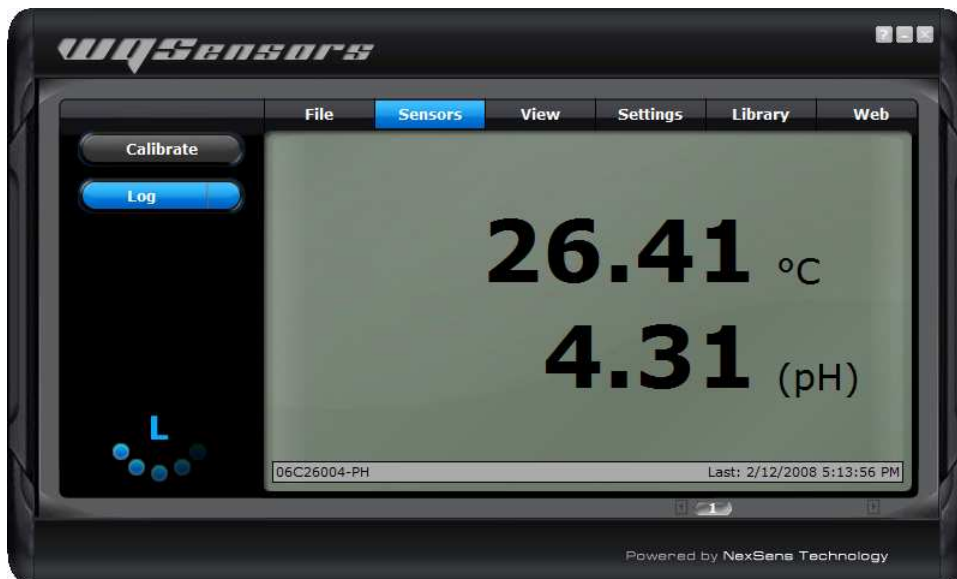 WQSensors
? - X
File Sensors View Settings Library Web
Calibrate
Log
26.41 °C
4.31 (pH)
L
06C26004-PH Last: 2/12/2008 5:13:56 PM
1
Powered by NexSens Technology